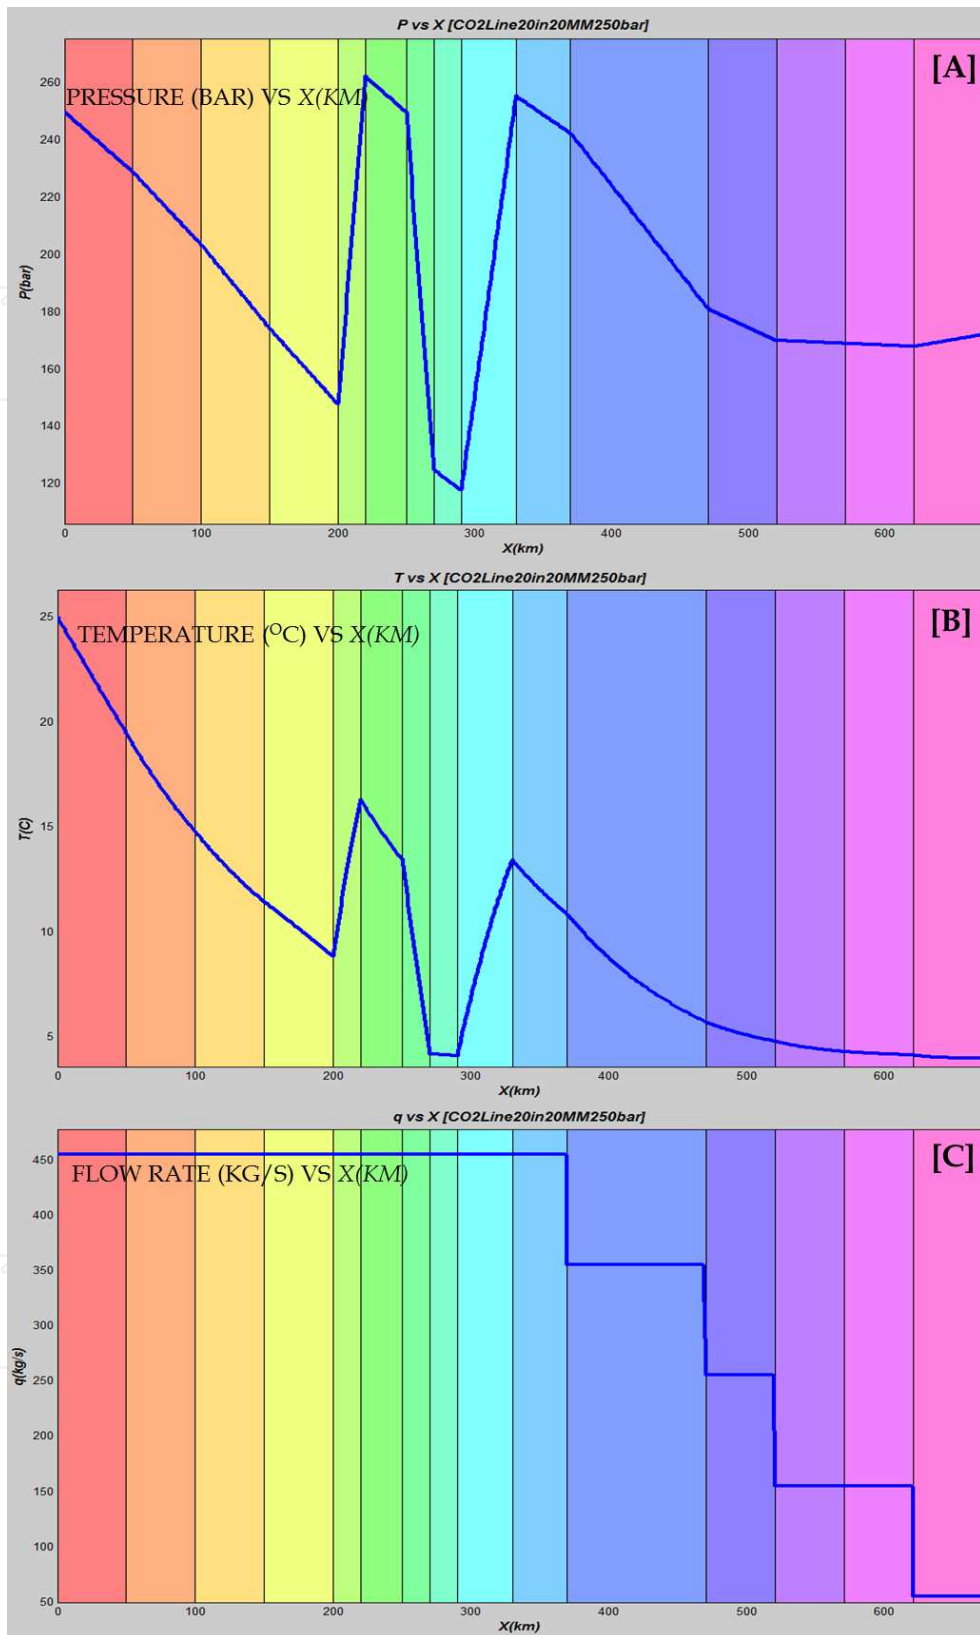 P vs X [CO2Line20in20MM250bar]
[A]
PRESSURE (BAR) VS X(KM)
260
240
220
200
180
160
140
120
P(bar)
0 100 200 300 400 500 600
X(km)
T vs X [CO2Line20in20MM250bar]
[B]
TEMPERATURE (OC) VS X(KM)
25
20
15
10
5
T(C)
0 100 200 300 400 500 600
X(km)
q vs X [CO2Line20in20MM250bar]
[C]
FLOW RATE (KG/S) VS X(KM)
450
400
350
300
250
200
150
100
50
q(kg/s)
0 100 200 300 400 500 600
X(km)